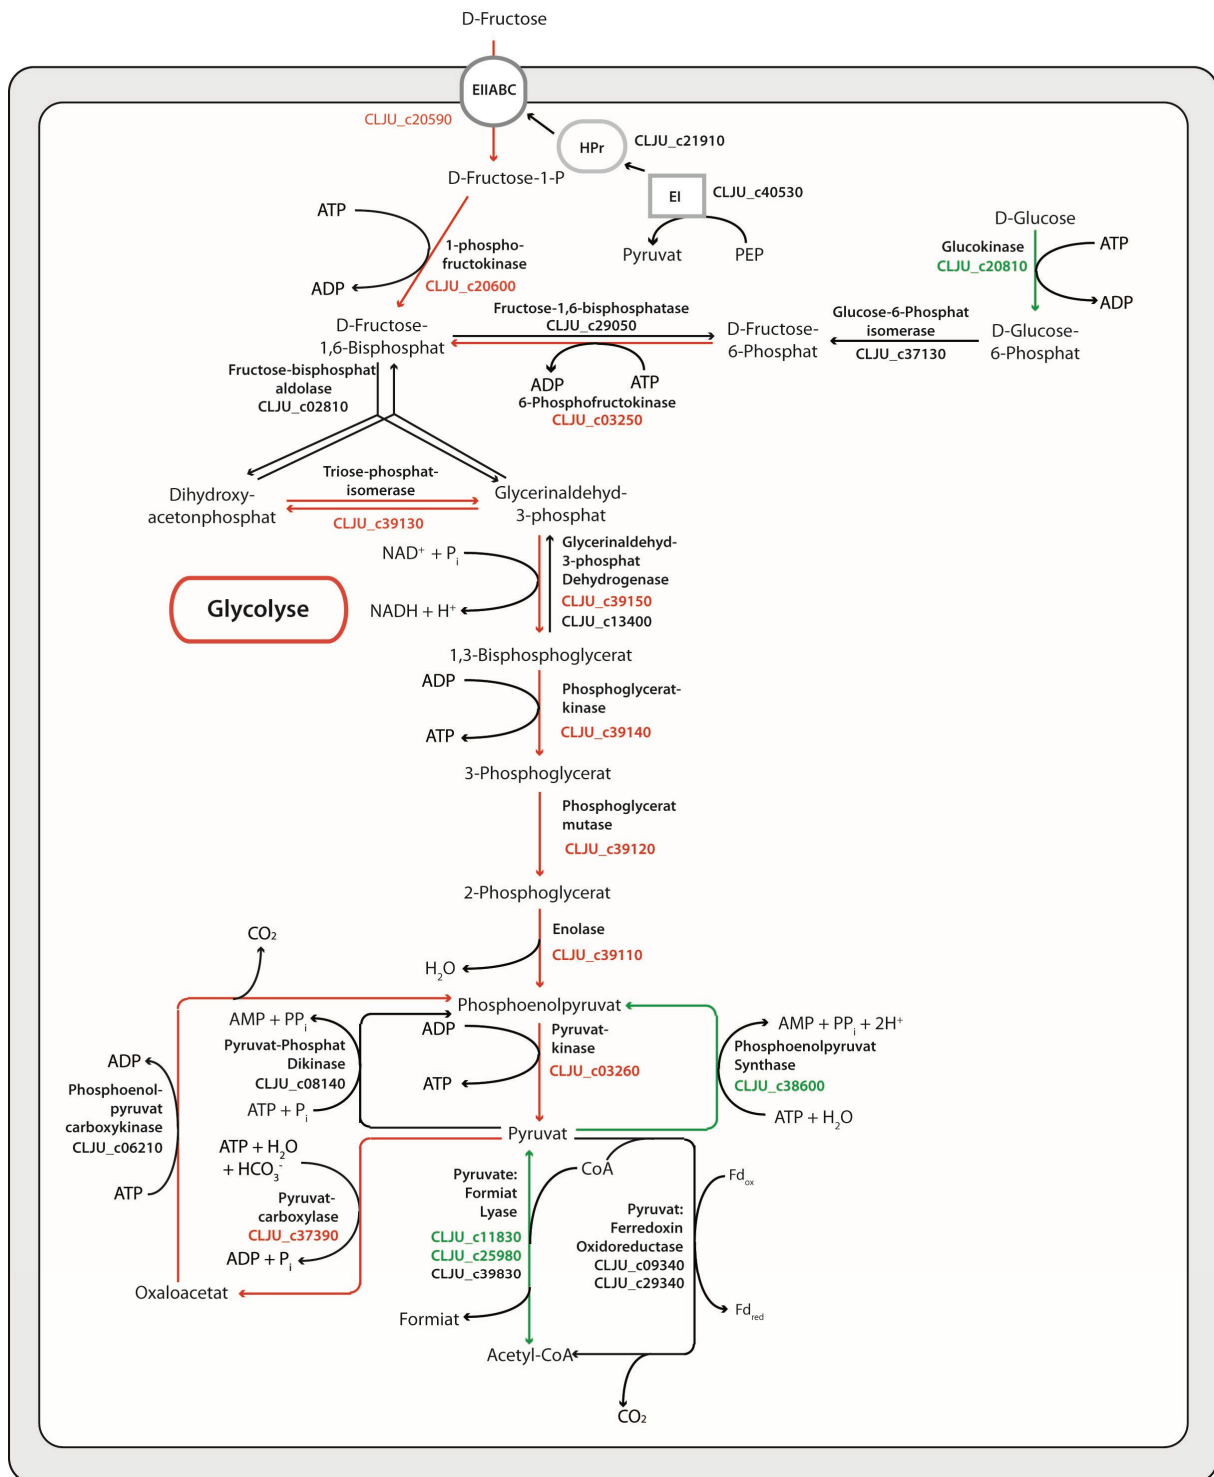 D-Fructose
EIIABC
CLJU_c20590
HPr
CLJU_c21910
D-Fructose-1-P
EI
CLJU_c40530
ATP
1-phospho-
fructokinase
CLJU_c20600
ADP
Pyruvat
PEP
D-Glucose
Glucokinase
CLJU_c20810
ATP
ADP
D-Fructose-
1,6-Bisphosphat
Fructose-1,6-bisphosphatase
CLJU_c29050
D-Fructose-
6-Phosphat
Glucose-6-Phosphat
isomerase
CLJU_c37130
D-Glucose-
6-Phosphat
ADP
ATP
6-Phosphofructokinase
CLJU_c03250
Fructose-bisphosphat
aldolase
CLJU_c02810
Dihydroxy-
acetonphosphat
Triose-phosphat-
isomerase
CLJU_c39130
Glycerinaldehyd-
3-phosphat
NAD⁺ + Pᵢ
NADH + H⁺
Glycerinaldehyd-
3-phosphat
Dehydrogenase
CLJU_c39150
CLJU_c13400
Glycolyse
1,3-Bisphosphoglycerat
ADP
ATP
Phosphoglycerat-
kinase
CLJU_c39140
3-Phosphoglycerat
Phosphoglycerat
mutase
CLJU_c39120
2-Phosphoglycerat
Enolase
CLJU_c39110
H₂O
CO₂
Phosphoenolpyruvat
AMP + PPᵢ
Pyruvat-Phosphat
Dikinase
CLJU_c08140
ATP + Pᵢ
ADP
ATP
Pyruvat-
kinase
CLJU_c03260
AMP + PPᵢ + 2H⁺
Phosphoenolpyruvat
Synthase
CLJU_c38600
ATP + H₂O
ADP
Phosphoenol-
pyruvat
carboxykinase
CLJU_c06210
ATP
Pyruvat
ATP + H₂O
+ HCO₃⁻
Pyruvat-
carboxylase
CLJU_c37390
ADP + Pᵢ
Oxaloacetat
Pyruvate:
Formiat
Lyase
CLJU_c11830
CLJU_c25980
CLJU_c39830
CoA
Formiat
Pyruvat:
Ferredoxin
Oxidoreductase
CLJU_c09340
CLJU_c29340
Fdₒₓ
Fd_red
Acetyl-CoA
CO₂